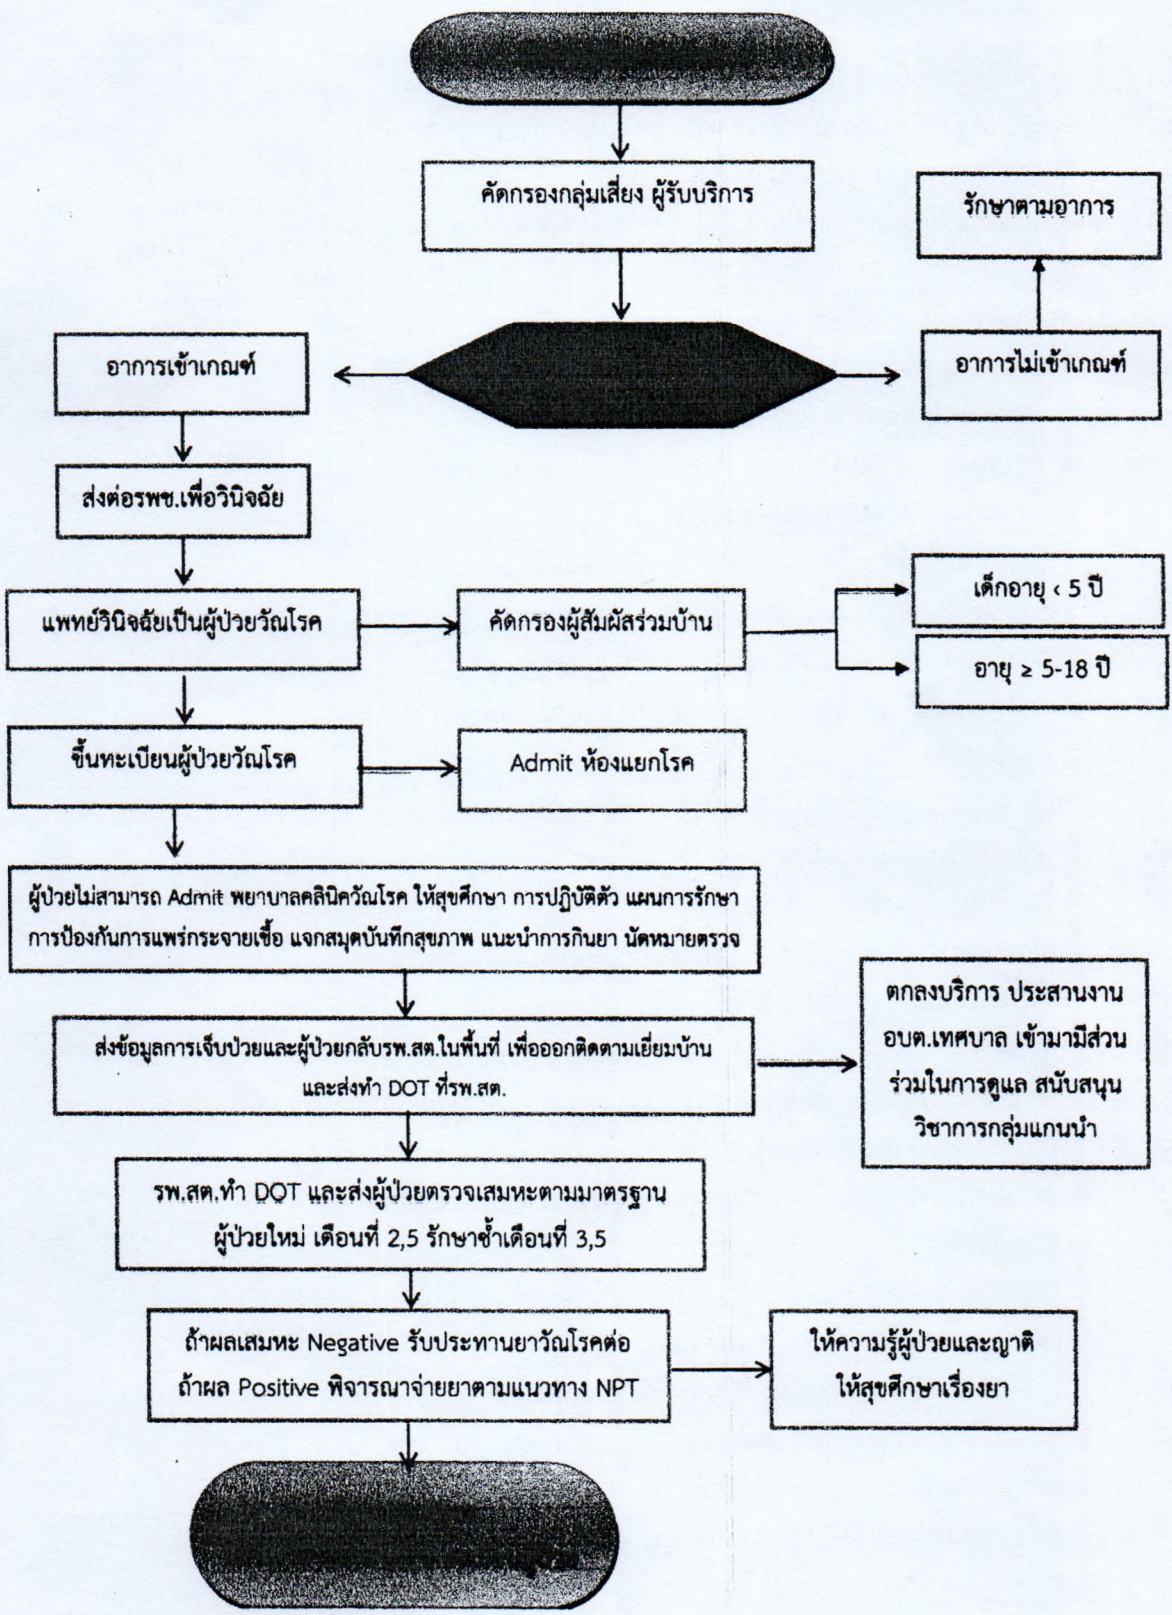 คัดกรองกลุ่มเสี่ยง ผู้รับบริการ
รักษาตามอาการ
อาการเข้าเกณฑ์
อาการไม่เข้าเกณฑ์
ส่งต่อรพช.เพื่อวินิจฉัย
แพทย์วินิจฉัยเป็นผู้ป่วยวัณโรค
คัดกรองผู้สัมผัสร่วมบ้าน
เด็กอายุ < 5 ปี
อายุ ≥ 5-18 ปี
ขึ้นทะเบียนผู้ป่วยวัณโรค
Admit ห้องแยกโรค
ผู้ป่วยไม่สามารถ Admit พยาบาลคลินิควัณโรค ให้สุขศึกษา การปฏิบัติตัว แผนการรักษา
การป้องกันการแพร่กระจายเชื้อ แจกสมุดบันทึกสุขภาพ แนะนำการกินยา นัดหมายตรวจ
ส่งข้อมูลการเจ็บป่วยและผู้ป่วยกลับรพ.สต.ในพื้นที่ เพื่อออกติดตามเยี่ยมบ้าน
และส่งทำ DOT ที่รพ.สต.
ตกลงบริการ ประสานงาน
อบต.เทศบาล เข้ามามีส่วน
ร่วมในการดูแล สนับสนุน
วิชาการกลุ่มแกนนำ
รพ.สต.ทำ DOT และส่งผู้ป่วยตรวจเสมหะตามมาตรฐาน
ผู้ป่วยใหม่ เดือนที่ 2,5 รักษาซ้ำเดือนที่ 3,5
ถ้าผลเสมหะ Negative รับประทานยาวัณโรคต่อ
ถ้าผล Positive พิจารณาจ่ายยาตามแนวทาง NPT
ให้ความรู้ผู้ป่วยและญาติ
ให้สุขศึกษาเรื่องยา